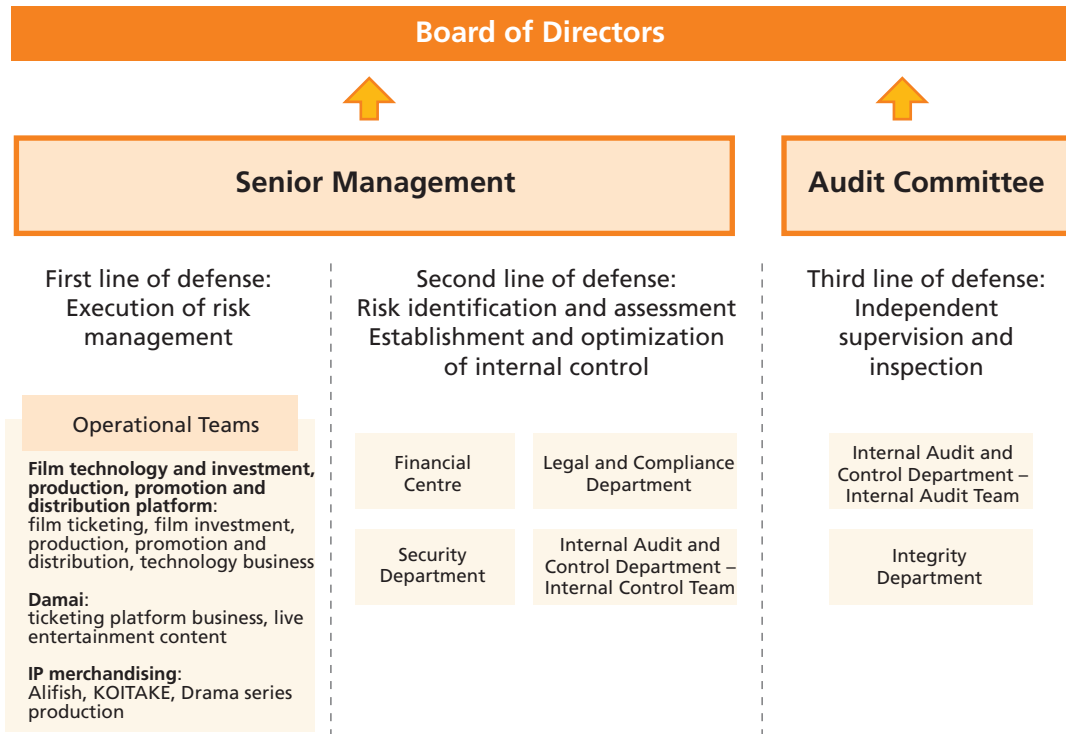 Board of Directors
Senior Management
Audit Committee
First line of defense:
Execution of risk
management
Second line of defense:
Risk identification and assessment
Establishment and optimization
of internal control
Third line of defense:
Independent
supervision and
inspection
Operational Teams
Film technology and investment,
production, promotion and
distribution platform:
film ticketing, film investment,
production, promotion and
distribution, technology business
Damai:
ticketing platform business, live
entertainment content
IP merchandising:
Alifish, KOITAKE, Drama series
production
Financial
Centre
Legal and Compliance
Department
Security
Department
Internal Audit and
Control Department –
Internal Control Team
Internal Audit and
Control Department –
Internal Audit Team
Integrity
Department